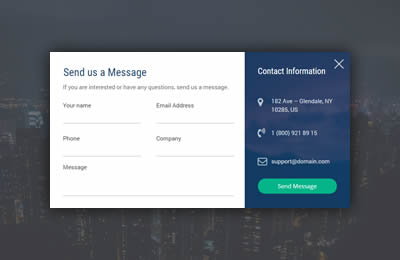 Send us a Message
If you are interested or have any questions, send us a message.
Your name
Email Address
Phone
Company
Message
Contact Information
182 Ave – Glendale, NY
10285, US
1 (800) 921 89 15
support@domain.com
Send Message